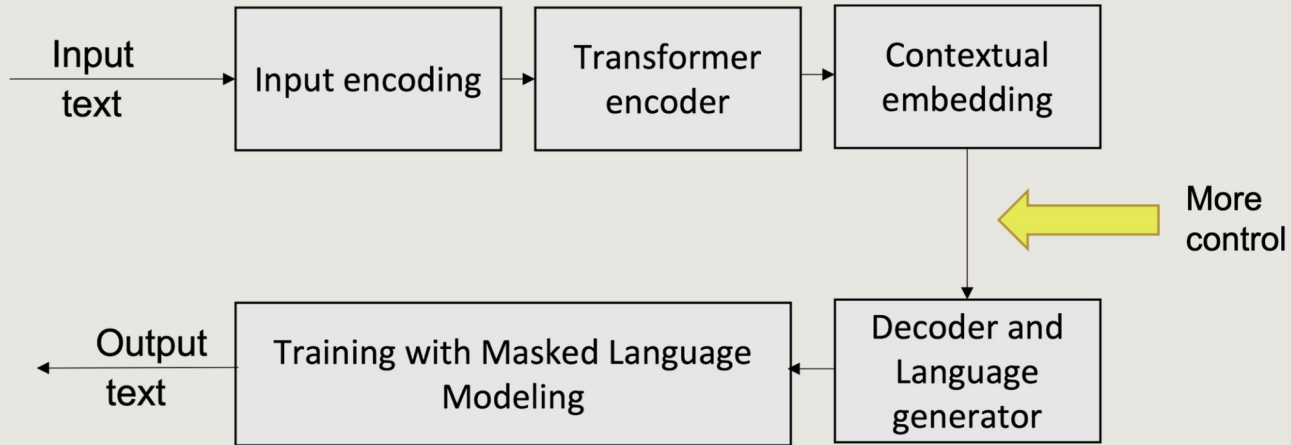 Input
text
Input encoding
Transformer
encoder
Contextual
embedding
More
control
Decoder and
Language
generator
Training with Masked Language
Modeling
Output
text